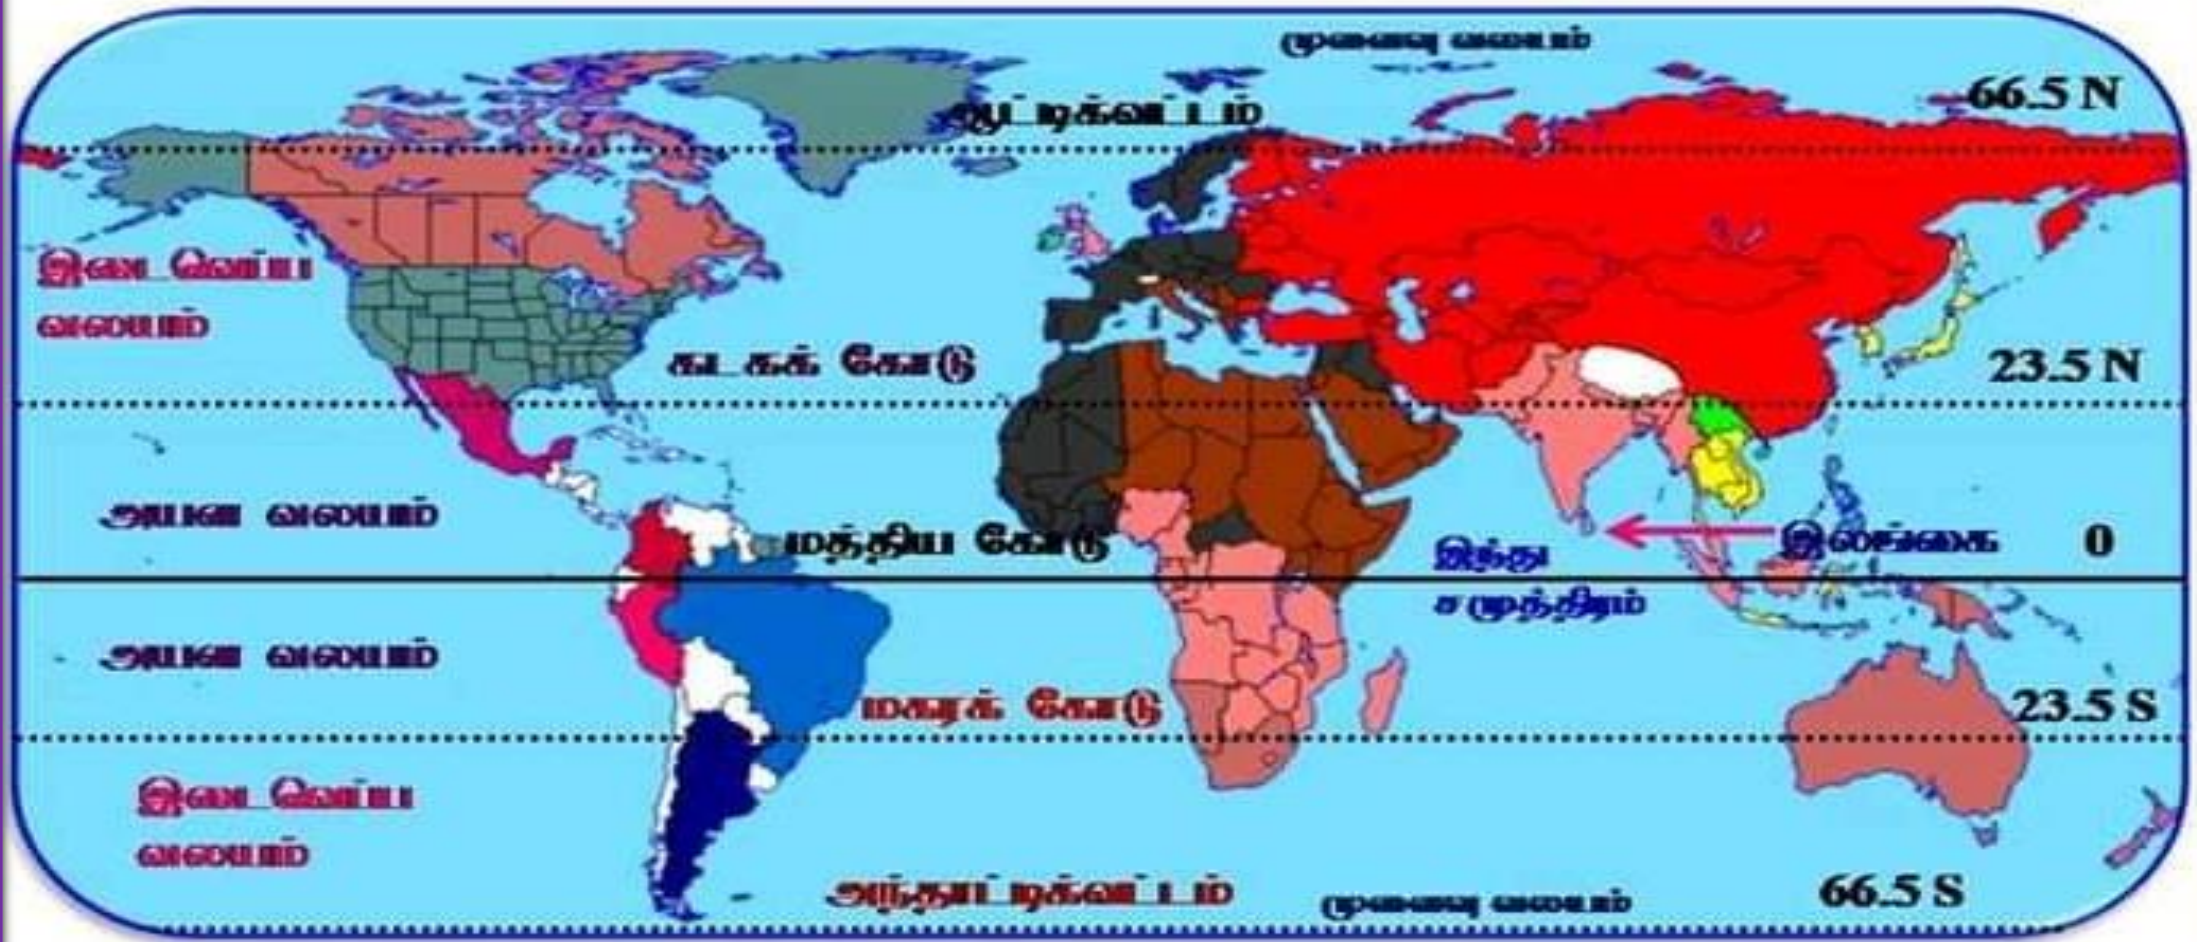 முனைவு வலயம்
66.5 N
ஆட்டிக்வட்டம்
இடை வெப்ப
வலயம்
கடகக் கோடு
23.5 N
அயன வலயம்
மத்திய கோடு
இலங்கை
0
இந்து
சமுத்திரம்
அயன வலயம்
மகரக் கோடு
23.5 S
இடை வெப்ப
வலயம்
அந்தாட்டிக்வட்டம்
முனைவு வலயம்
66.5 S